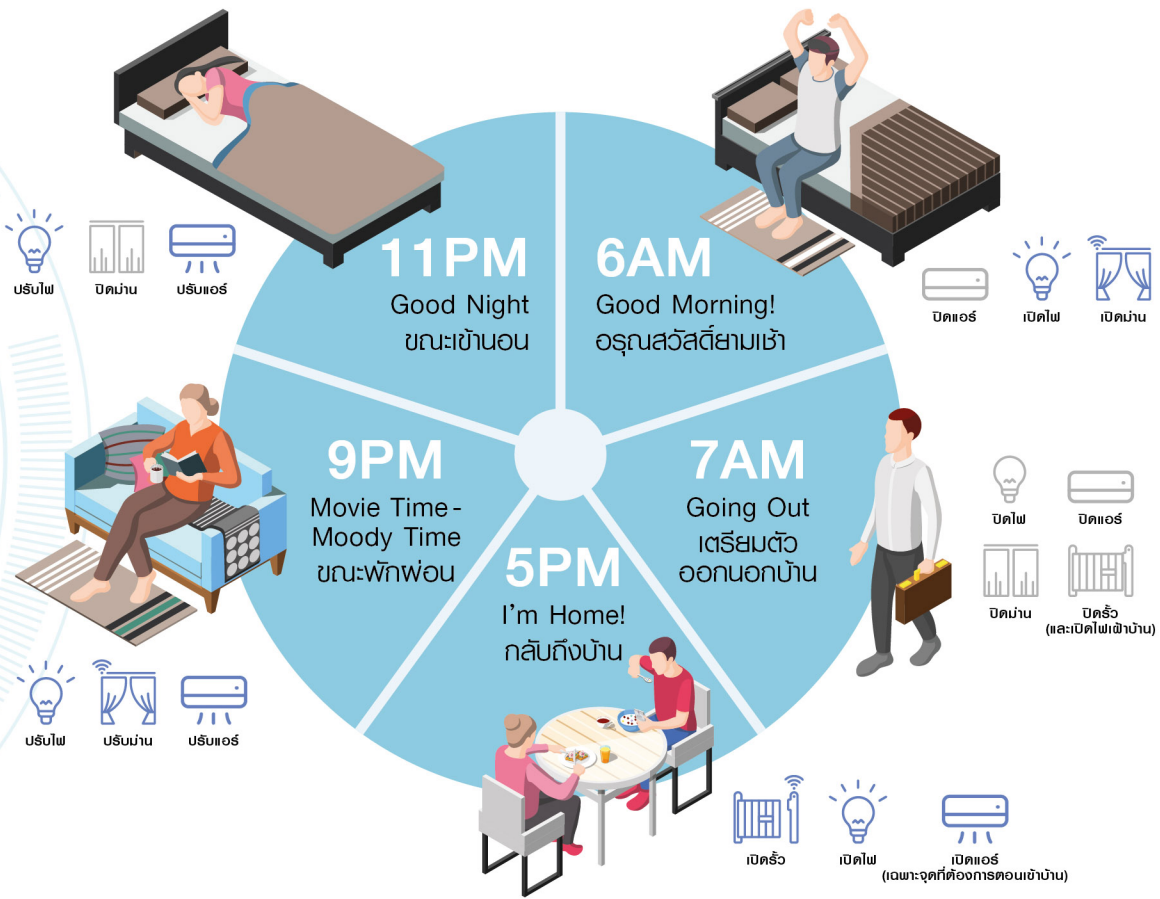 11PM
Good Night
ขณะเข้านอน
ปรับไฟ
ปิดม่าน
ปรับแอร์
6AM
Good Morning!
อรุณสวัสดิ์ยามเช้า
ปิดแอร์
เปิดไฟ
เปิดม่าน
9PM
Movie Time -
Moody Time
ขณะพักผ่อน
ปรับไฟ
ปรับม่าน
ปรับแอร์
7AM
Going Out
เตรียมตัว
ออกนอกบ้าน
ปิดไฟ
ปิดแอร์
ปิดม่าน
ปิดรั้ว
(และเปิดไฟเฝ้าบ้าน)
5PM
I'm Home!
กลับถึงบ้าน
เปิดรั้ว
เปิดไฟ
เปิดแอร์
(เฉพาะจุดที่ต้องการตอนเข้าบ้าน)